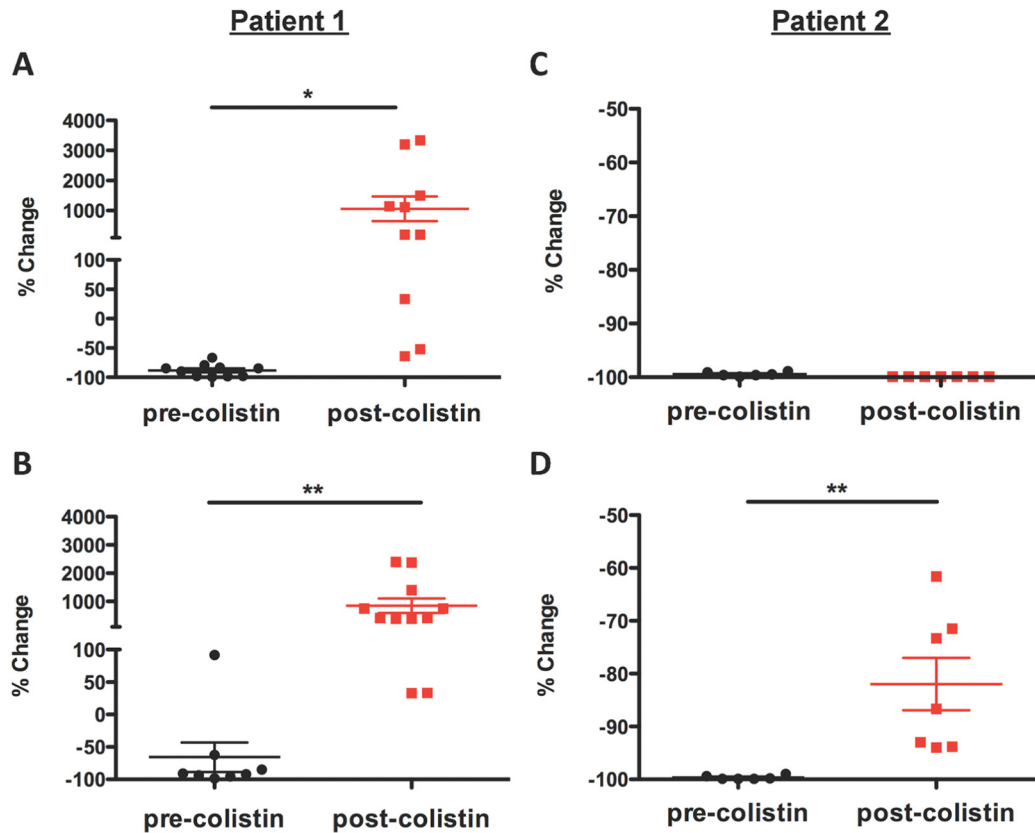 Patient 1
Patient 2
A
*
4000
3000
2000
1000
100
50
0
-50
-100
% Change
pre-colistin
post-colistin
C
-50
-60
-70
-80
-90
-100
% Change
pre-colistin
post-colistin
B
**
4000
3000
2000
1000
100
50
0
-50
-100
% Change
pre-colistin
post-colistin
D
**
-50
-60
-70
-80
-90
-100
% Change
pre-colistin
post-colistin